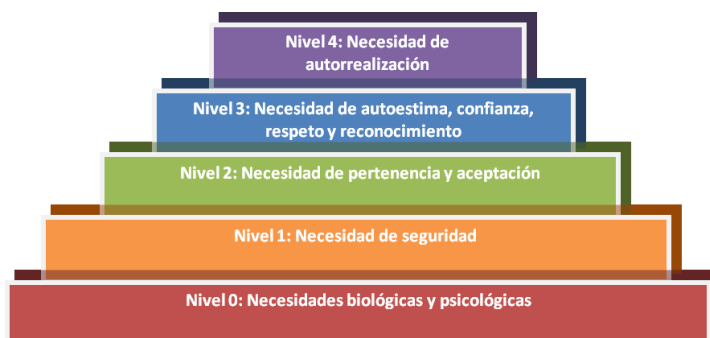 Nivel 4: Necesidad de
autorrealización
Nivel 3: Necesidad de autoestima, confianza,
respeto y reconocimiento
Nivel 2: Necesidad de pertenencia y aceptación
Nivel 1: Necesidad de seguridad
Nivel 0: Necesidades biológicas y psicológicas